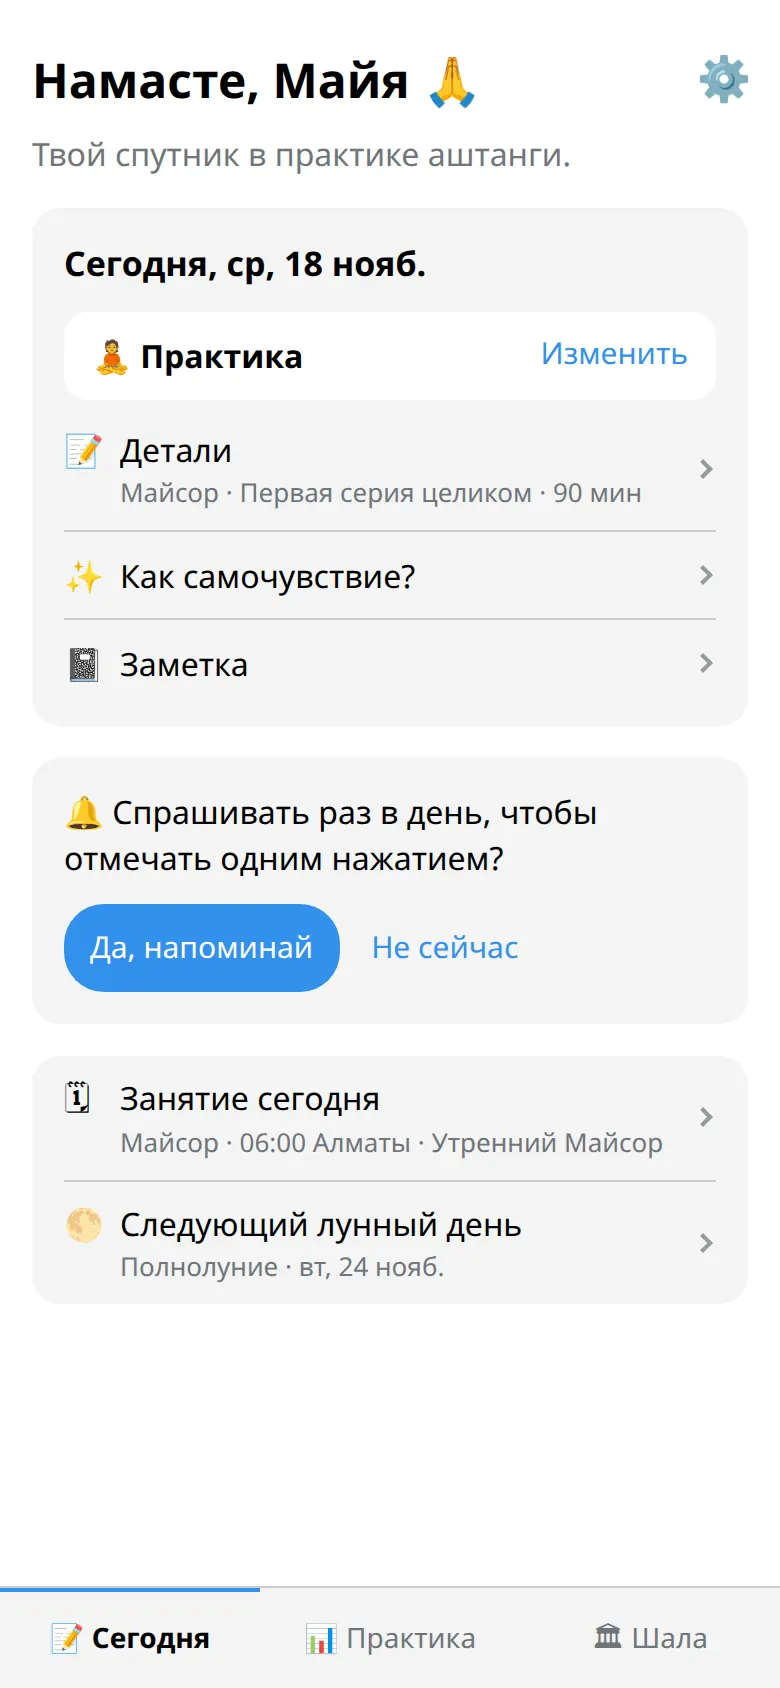 Намасте, Майя 🙏
Твой спутник в практике аштанги.
Сегодня, ср, 18 нояб.
Практика
Изменить
Детали
Майсор · Первая серия целиком · 90 мин
Как самочувствие?
Заметка
Спрашивать раз в день, чтобы
отмечать одним нажатием?
Да, напоминай
Не сейчас
Занятие сегодня
Майсор · 06:00 Алматы · Утренний Майсор
Следующий лунный день
Полнолуние · вт, 24 нояб.
Сегодня
Практика
Шала